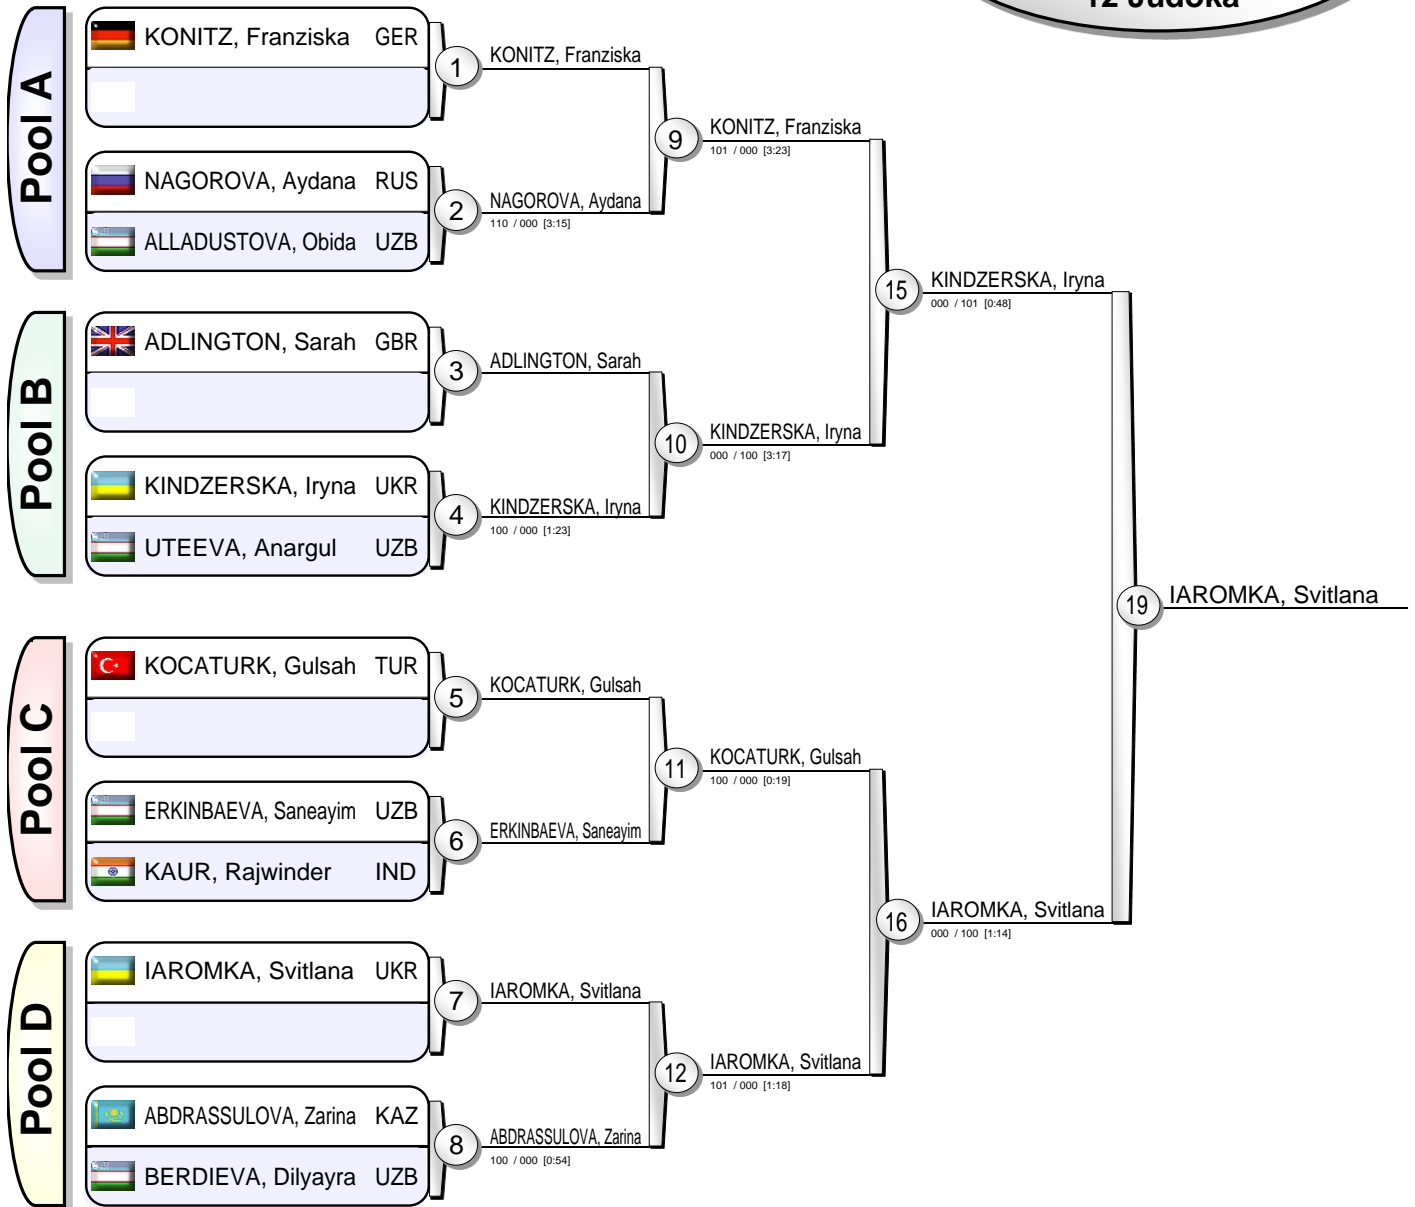 12 Judoka
Pool A
KONITZ, Franziska GER
NAGOROVA, Aydana RUS
ALLADUSTOVA, Obida UZB
1
KONITZ, Franziska
2
NAGOROVA, Aydana
110 / 000 [3:15]
9
KONITZ, Franziska
101 / 000 [3:23]
Pool B
ADLINGTON, Sarah GBR
KINDZERSKA, Iryna UKR
UTEEVA, Anargul UZB
3
ADLINGTON, Sarah
4
KINDZERSKA, Iryna
100 / 000 [1:23]
10
KINDZERSKA, Iryna
000 / 100 [3:17]
15
KINDZERSKA, Iryna
000 / 101 [0:48]
Pool C
KOCATURK, Gulsah TUR
ERKINBAEVA, Saneayim UZB
KAUR, Rajwinder IND
5
KOCATURK, Gulsah
6
ERKINBAEVA, Saneayim
11
KOCATURK, Gulsah
100 / 000 [0:19]
Pool D
IAROMKA, Svitlana UKR
ABDRASSULOVA, Zarina KAZ
BERDIEVA, Dilyayra UZB
7
IAROMKA, Svitlana
8
ABDRASSULOVA, Zarina
100 / 000 [0:54]
12
IAROMKA, Svitlana
101 / 000 [1:18]
16
IAROMKA, Svitlana
000 / 100 [1:14]
19
IAROMKA, Svitlana